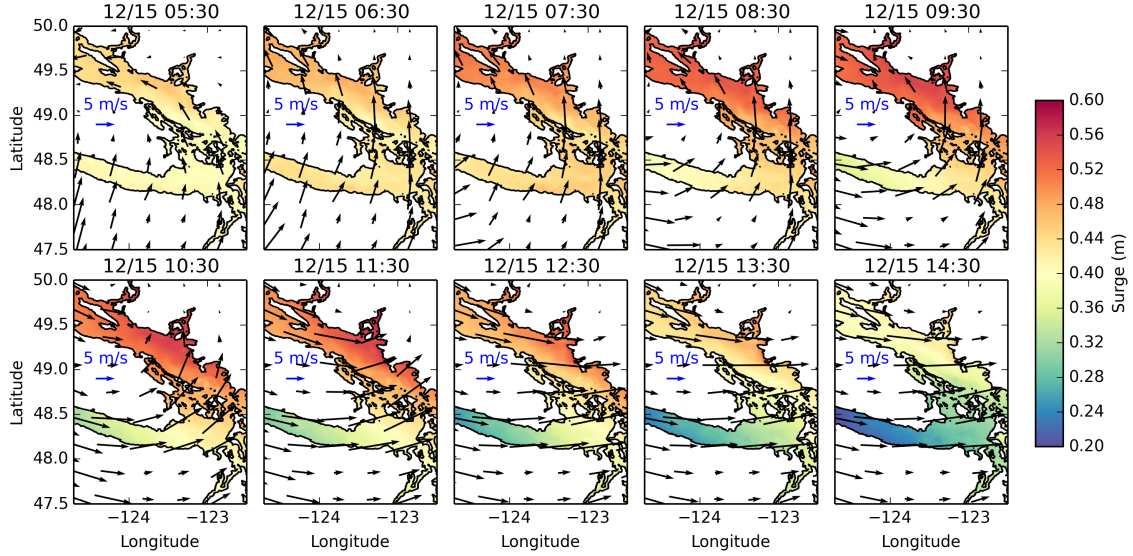 12/15 05:30 12/15 06:30 12/15 07:30 12/15 08:30 12/15 09:30
50.0
49.5
49.0
48.5
48.0
47.5
Latitude
5 m/s 5 m/s 5 m/s 5 m/s 5 m/s
12/15 10:30 12/15 11:30 12/15 12:30 12/15 13:30 12/15 14:30
50.0
49.5
49.0
48.5
48.0
47.5
Latitude
5 m/s 5 m/s 5 m/s 5 m/s 5 m/s
−124 −123 −124 −123 −124 −123 −124 −123 −124 −123
Longitude Longitude Longitude Longitude Longitude
0.60
0.56
0.52
0.48
0.44
0.40
0.36
0.32
0.28
0.24
0.20
Surge (m)